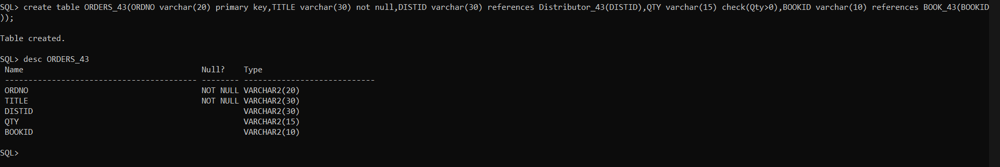 SQL> create table ORDERS_43(ORDNO varchar(20) primary key,TITLE varchar(30) not null,DISTID varchar(30) references Distributor_43(DISTID),QTY varchar(15) check(Qty>0),BOOKID varchar(10) references BOOK_43(BOOKID
));
Table created.
SQL> desc ORDERS_43
 Name                                      Null?    Type
 ----------------------------------------- -------- ----------------------------
 ORDNO                                     NOT NULL VARCHAR2(20)
 TITLE                                     NOT NULL VARCHAR2(30)
 DISTID                                             VARCHAR2(30)
 QTY                                                VARCHAR2(15)
 BOOKID                                             VARCHAR2(10)
SQL>